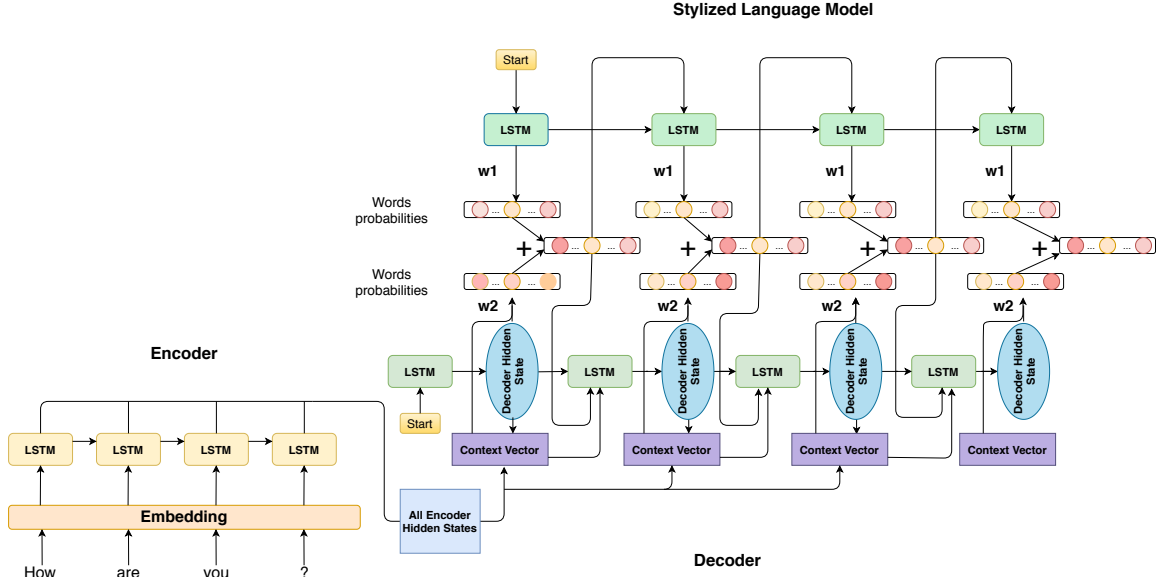 Stylized Language Model
Start
LSTM
LSTM
LSTM
LSTM
w1
w1
w1
w1
Words
probabilities
... ...
... ...
... ...
... ...
+
... ...
+
... ...
+
... ...
+
... ...
Words
probabilities
... ...
... ...
... ...
... ...
w2
w2
w2
w2
Encoder
LSTM
Decoder Hidden
State
LSTM
Decoder Hidden
State
LSTM
Decoder Hidden
State
LSTM
Decoder Hidden
State
Start
LSTM
LSTM
LSTM
LSTM
Context Vector
Context Vector
Context Vector
Context Vector
All Encoder
Hidden States
Embedding
How
are
you
?
Decoder